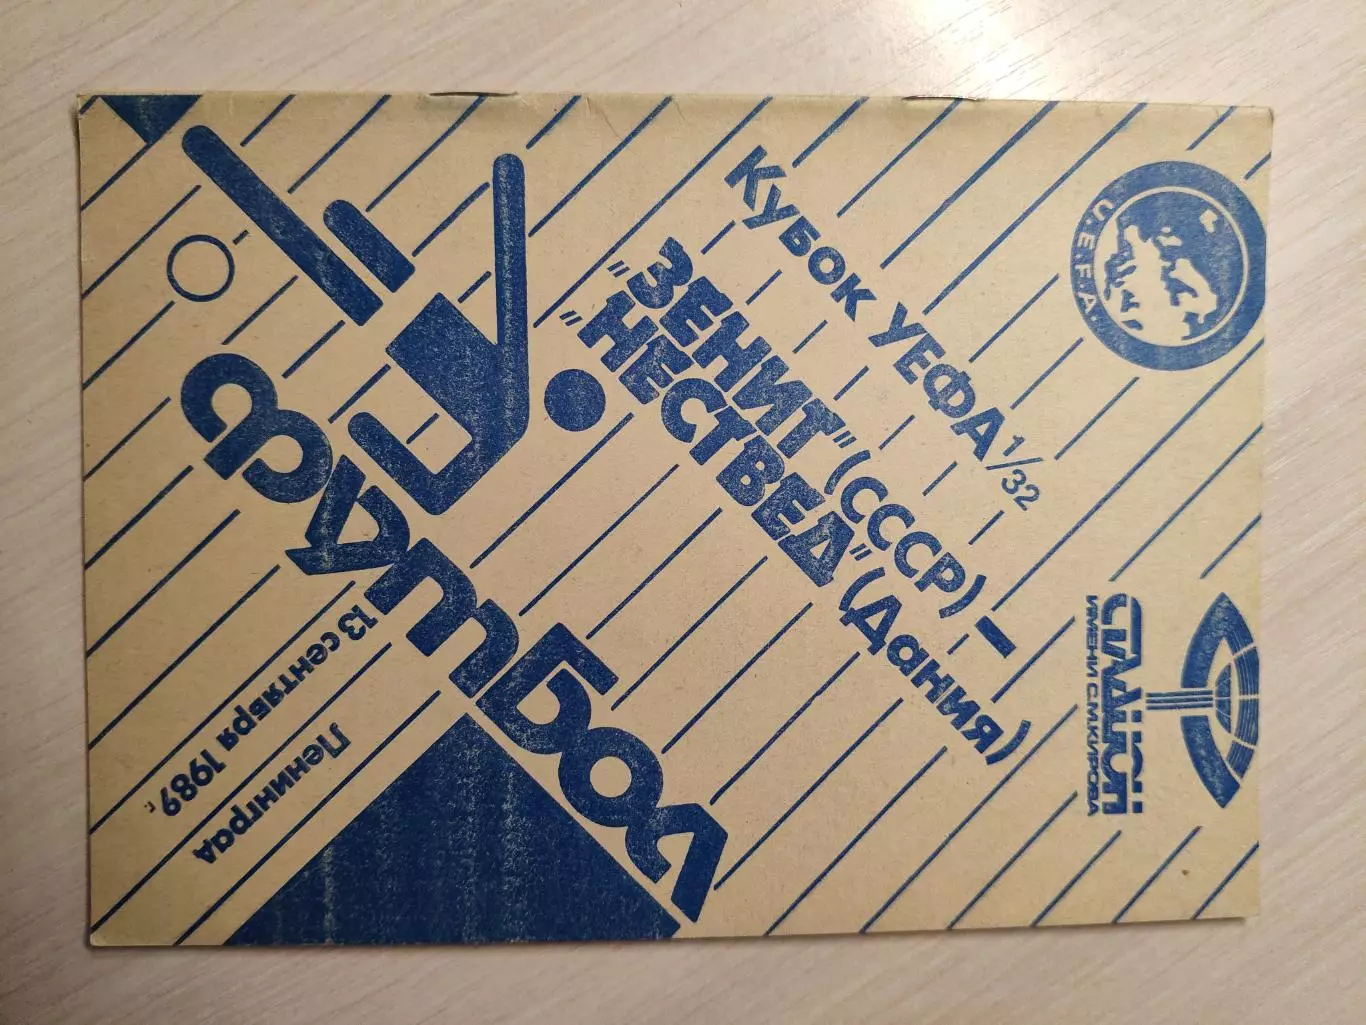 U.E.F.A.
СТАДИОН
ИМЕНИ С.М.КИРОВА
Кубок УЕФА 1/32
"ЗЕНИТ" (СССР) –
"НЕСТВЕД" (Дания)
ФУТБОЛ
13 сентября 1989 г.
Ленинград